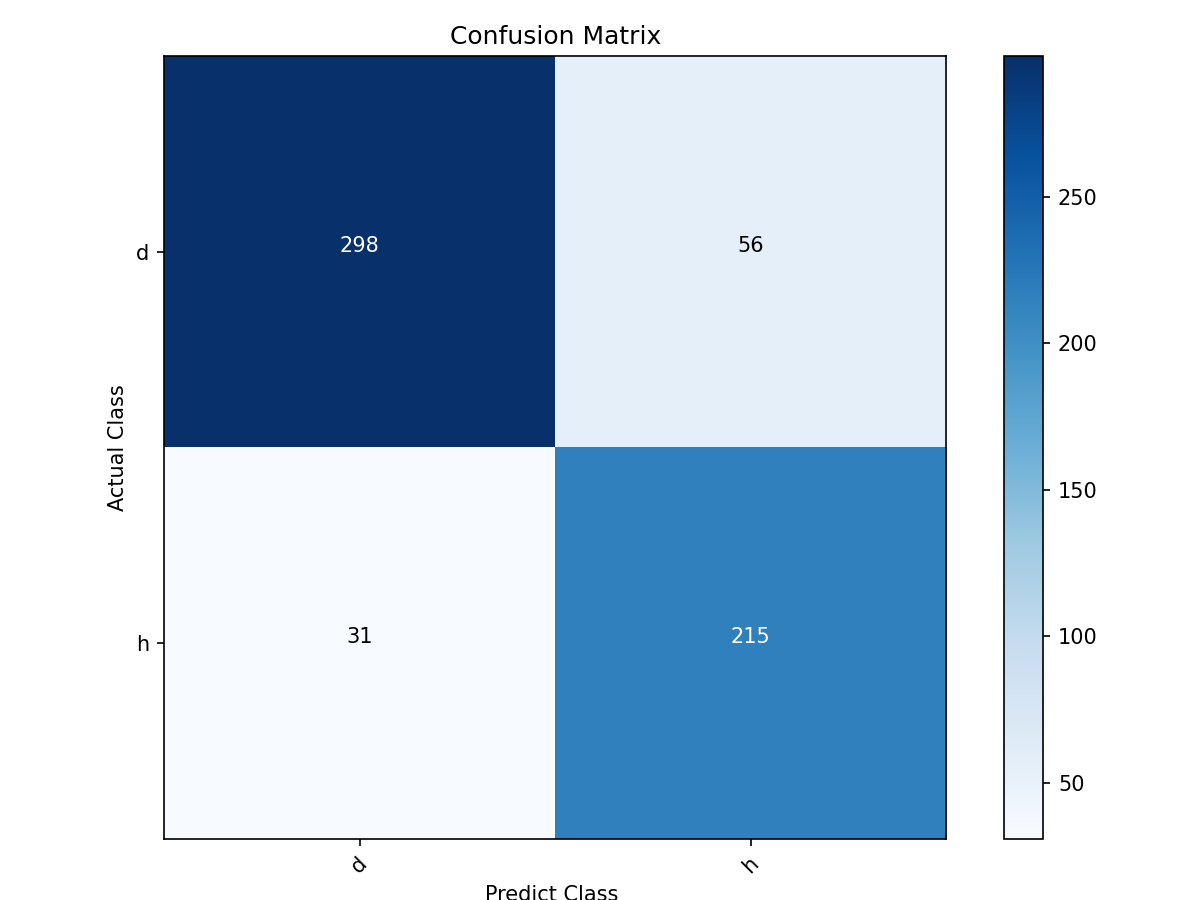 Confusion Matrix
d
298
56
h
31
215
d
h
Actual Class
Predict Class
250
200
150
100
50